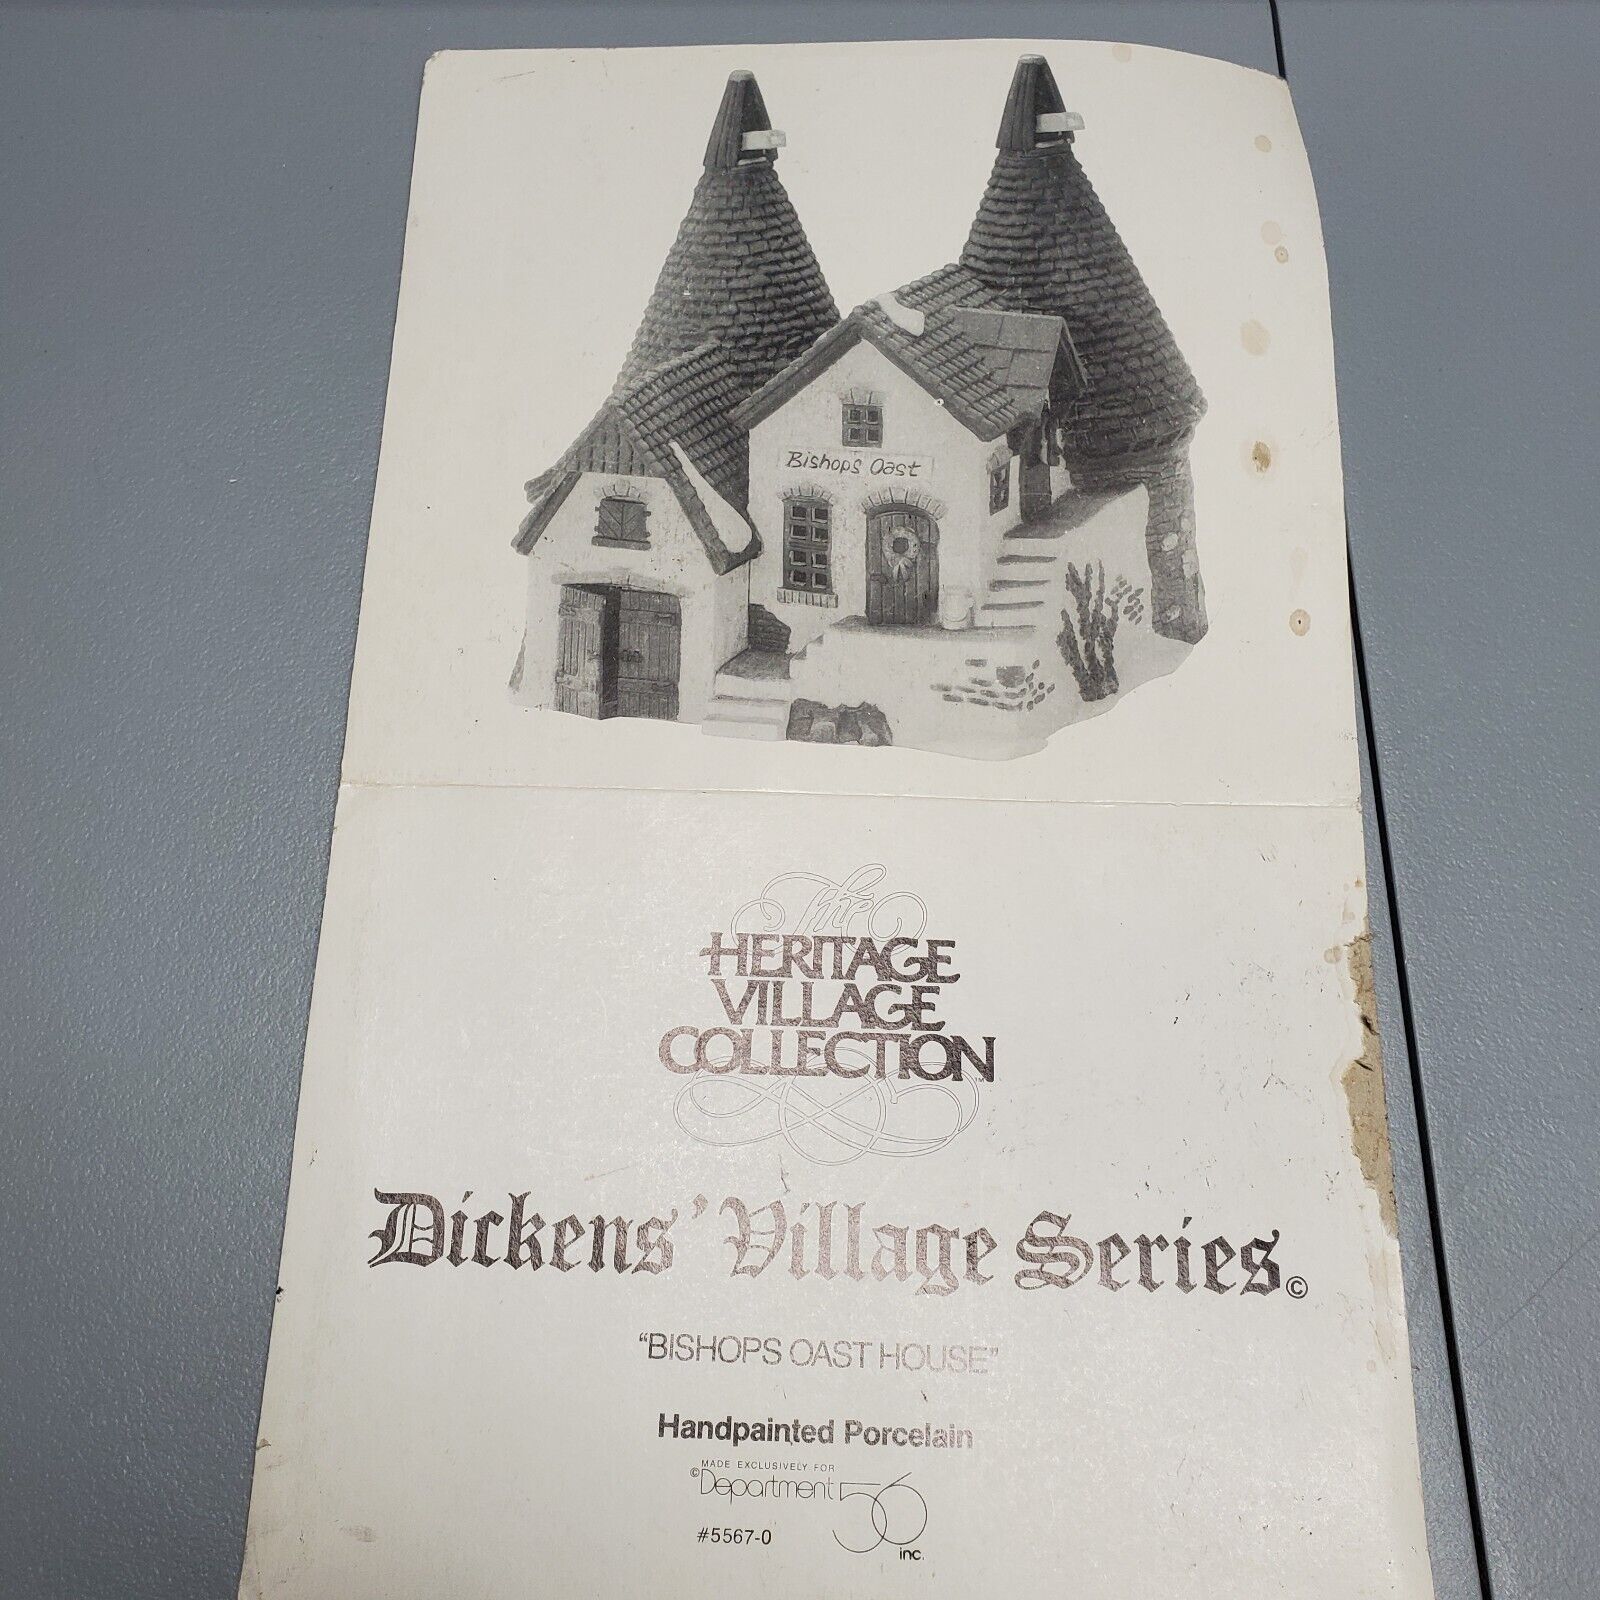 Bishops Oast
The
HERITAGE
VILLAGE
COLLECTION
Dickens' Village Series©
"BISHOPS OAST HOUSE"
Handpainted Porcelain
MADE EXCLUSIVELY FOR
©Department 56
inc.
#5567-0